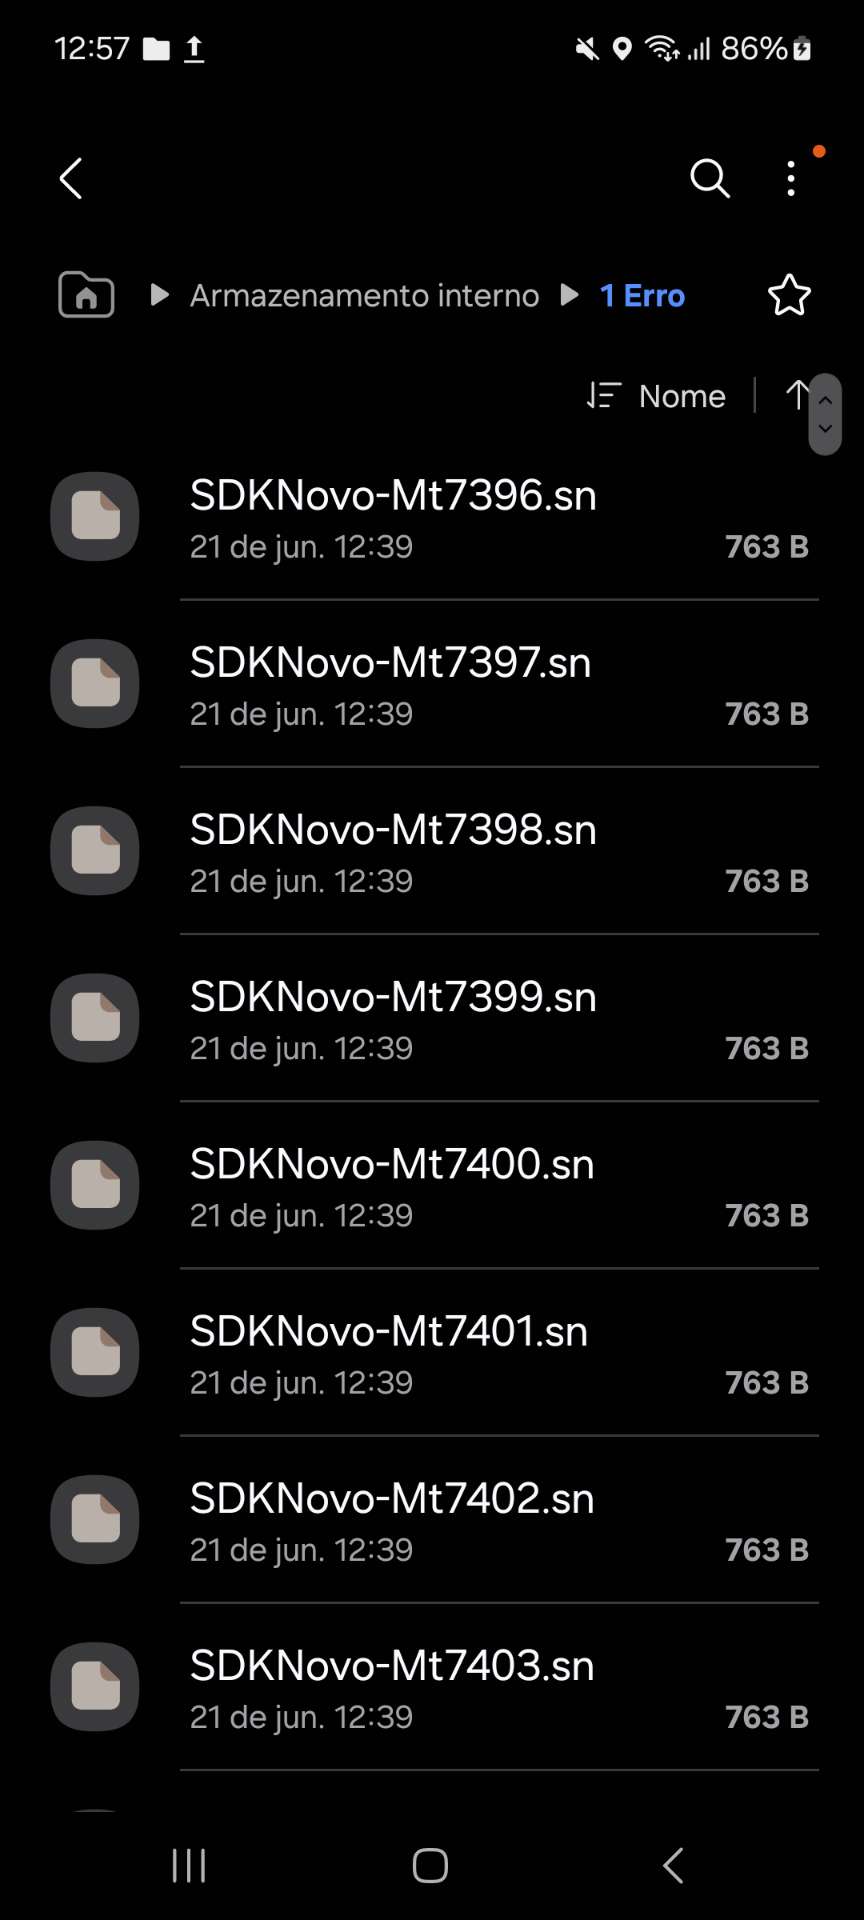 12:57 86%
Armazenamento interno 1 Erro
Nome
SDKNovo-Mt7396.sn
21 de jun. 12:39 763 B
SDKNovo-Mt7397.sn
21 de jun. 12:39 763 B
SDKNovo-Mt7398.sn
21 de jun. 12:39 763 B
SDKNovo-Mt7399.sn
21 de jun. 12:39 763 B
SDKNovo-Mt7400.sn
21 de jun. 12:39 763 B
SDKNovo-Mt7401.sn
21 de jun. 12:39 763 B
SDKNovo-Mt7402.sn
21 de jun. 12:39 763 B
SDKNovo-Mt7403.sn
21 de jun. 12:39 763 B